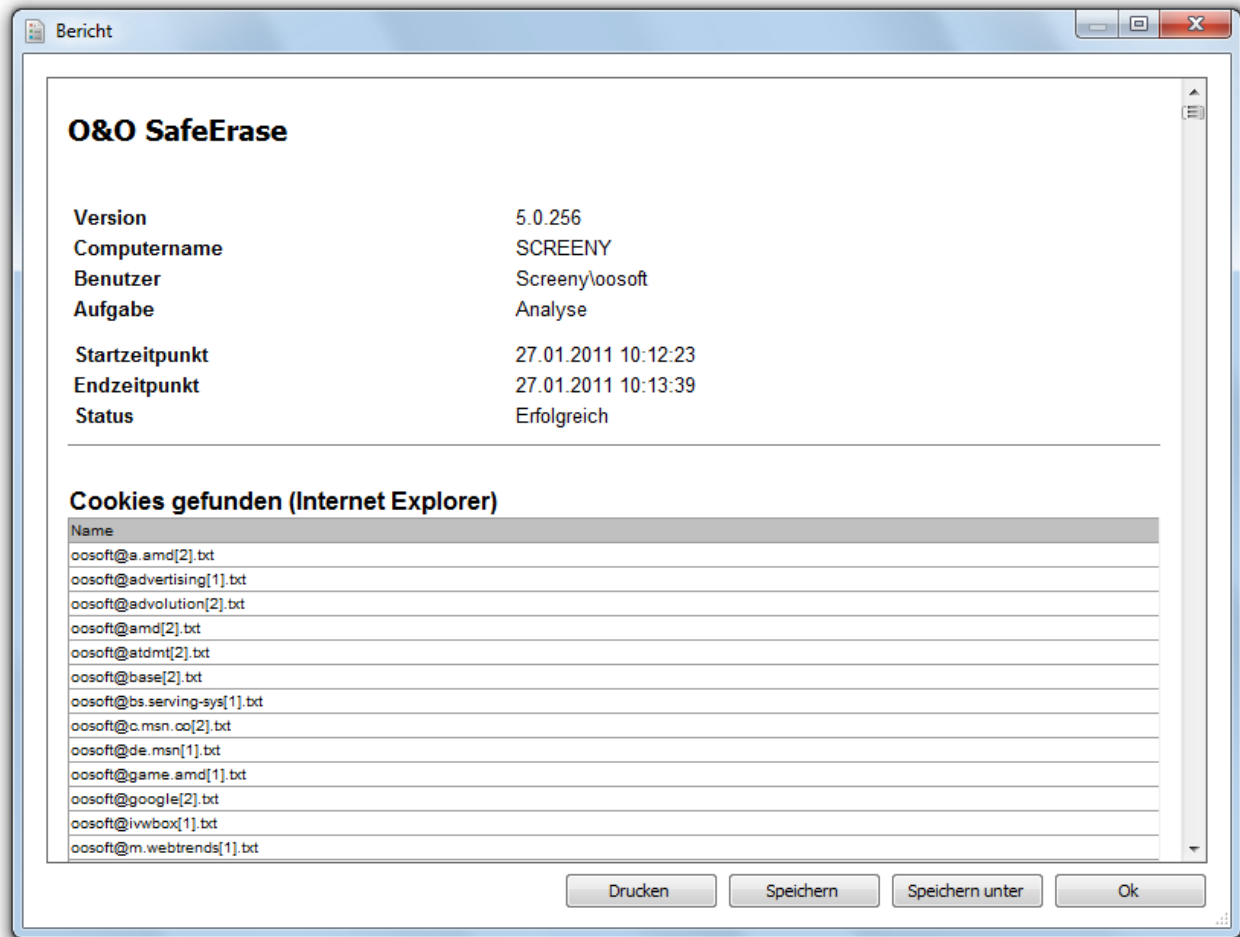 Bericht
O&O SafeErase
Version 5.0.256
Computername SCREENY
Benutzer Screeny\oosoft
Aufgabe Analyse
Startzeitpunkt 27.01.2011 10:12:23
Endzeitpunkt 27.01.2011 10:13:39
Status Erfolgreich
Cookies gefunden (Internet Explorer)
Name
oosoft@a.amd[2].txt
oosoft@advertising[1].txt
oosoft@advolution[2].txt
oosoft@amd[2].txt
oosoft@atdmt[2].txt
oosoft@base[2].txt
oosoft@bs.serving-sys[1].txt
oosoft@c.msn.co[2].txt
oosoft@de.msn[1].txt
oosoft@game.amd[1].txt
oosoft@google[2].txt
oosoft@ivwbox[1].txt
oosoft@m.webtrends[1].txt
Drucken Speichern Speichern unter Ok